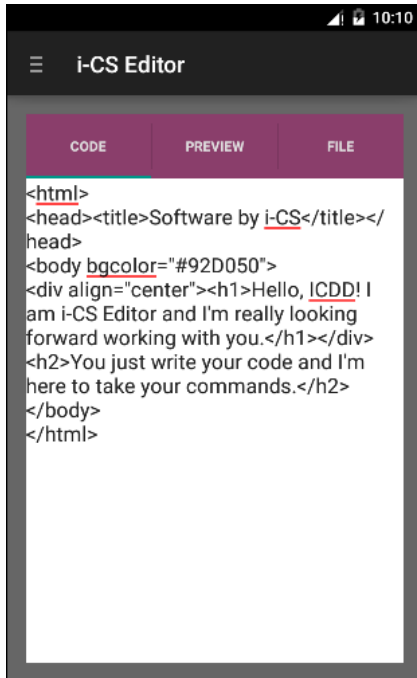 10:10
i-CS Editor
CODE PREVIEW FILE
<html>
<head><title>Software by i-CS</title></
head>
<body bgcolor="#92D050">
<div align="center"><h1>Hello, ICDD! I
am i-CS Editor and I'm really looking
forward working with you.</h1></div>
<h2>You just write your code and I'm
here to take your commands.</h2>
</body>
</html>